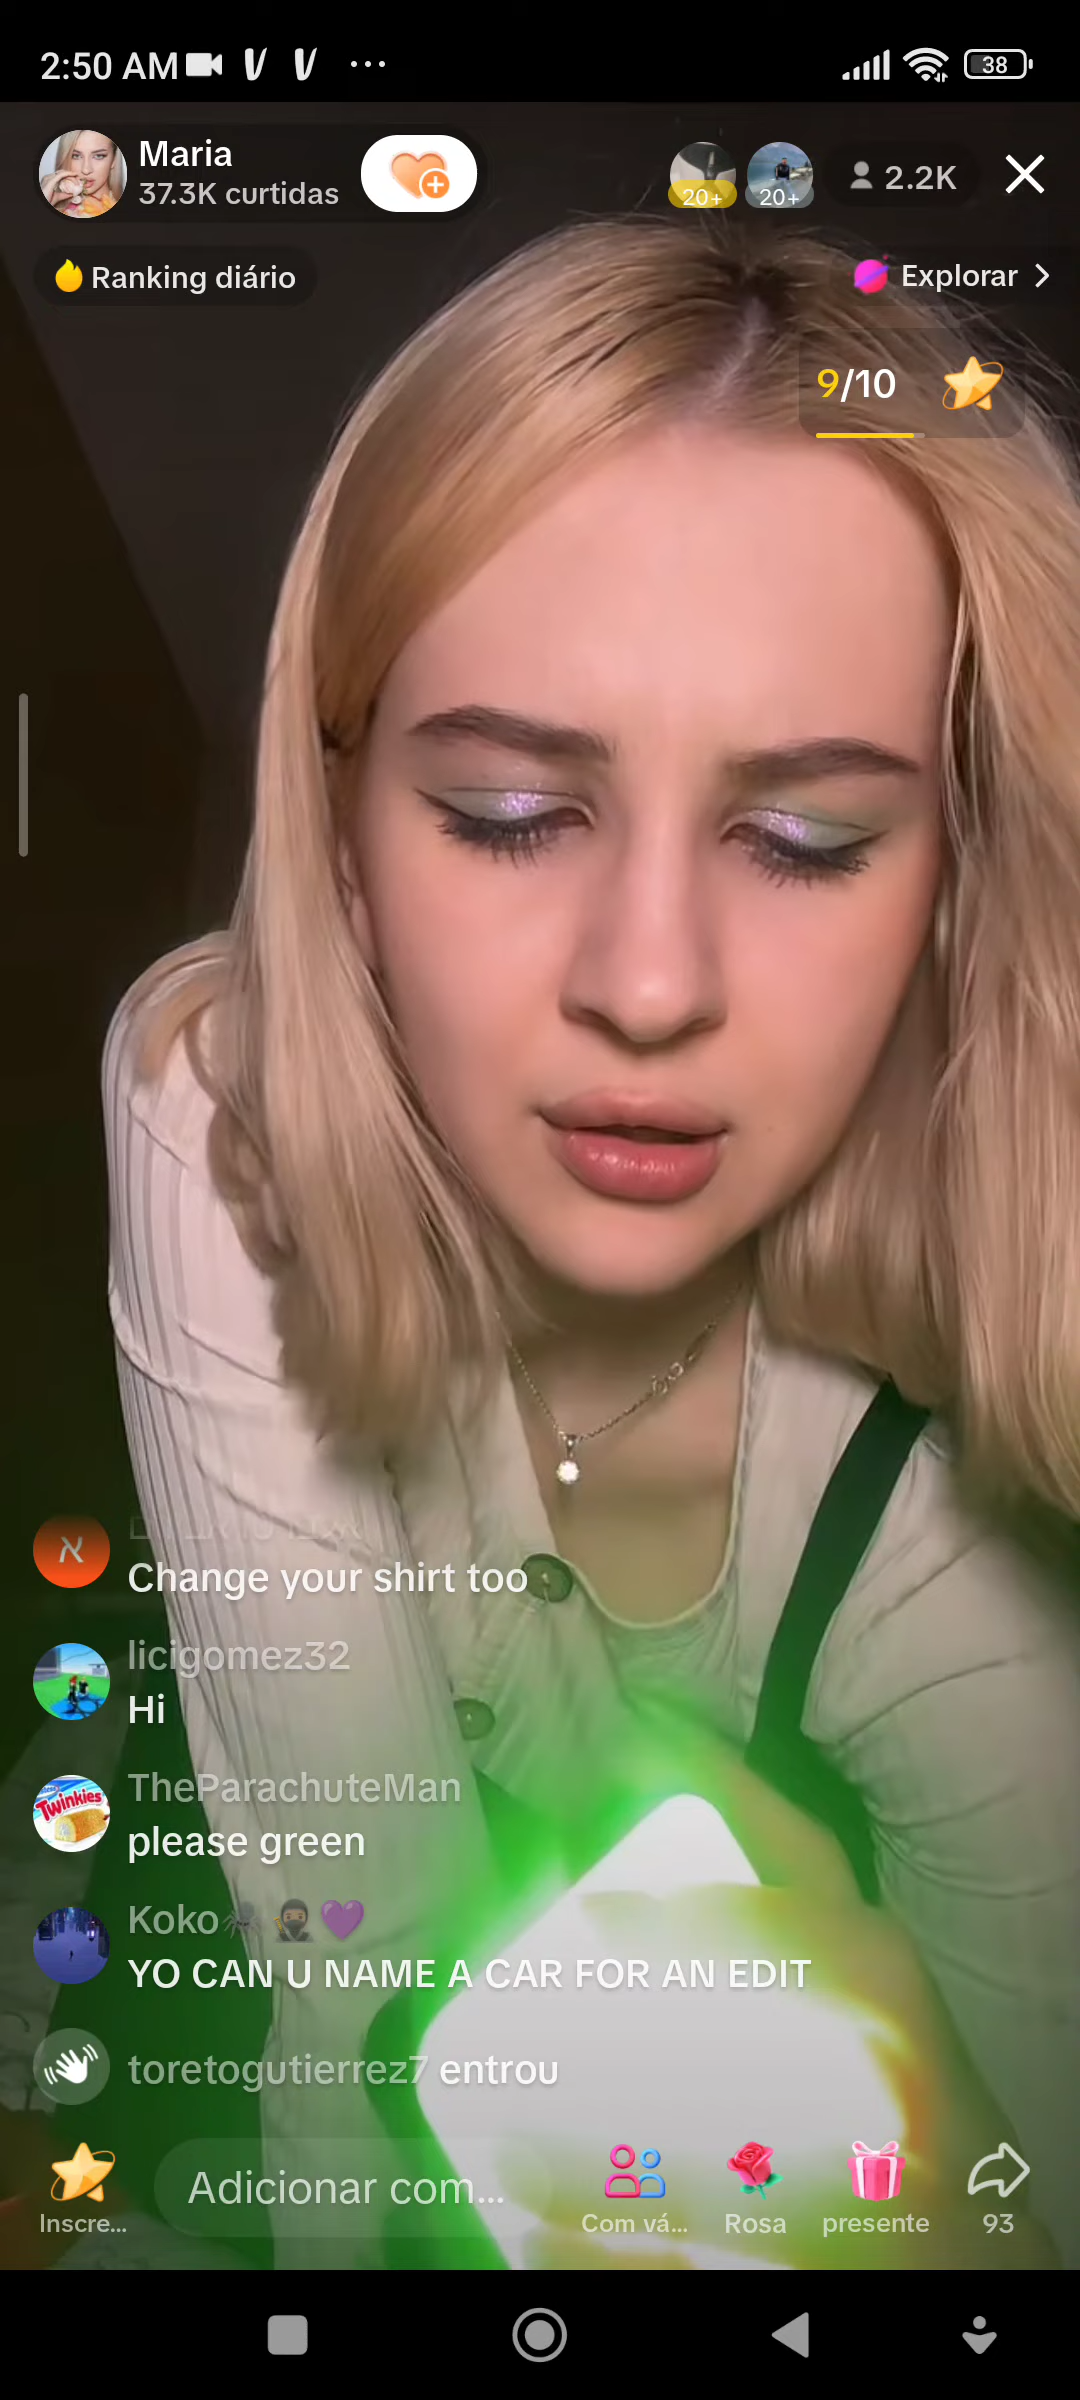 2:50 AM
38
Maria
37.3K curtidas
20+
20+
2.2K
Ranking diário
Explorar
9/10
א
Change your shirt too
licigomez32
Hi
Twinkies
TheParachuteMan
please green
Koko🕷️🥷💜
YO CAN U NAME A CAR FOR AN EDIT
toretogutierrez7 entrou
Adicionar com...
Inscre...
Com vá...
Rosa
presente
93